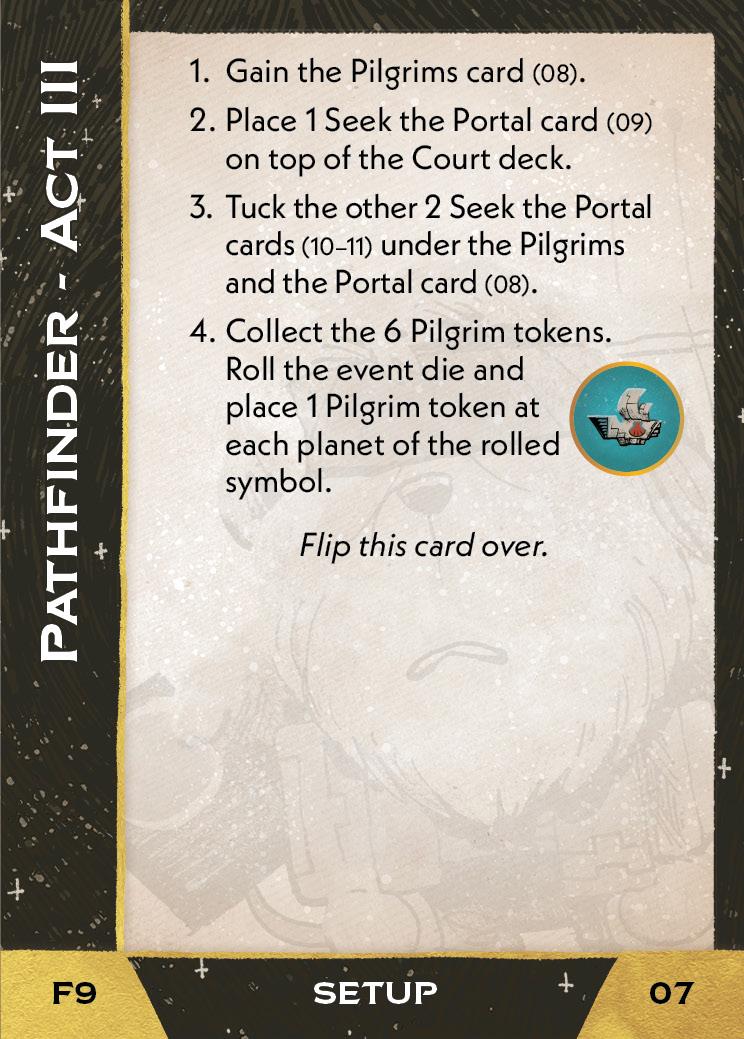 PATHFINDER - ACT III
1. Gain the Pilgrims card (08).
2. Place 1 Seek the Portal card (09)
on top of the Court deck.
3. Tuck the other 2 Seek the Portal
cards (10–11) under the Pilgrims
and the Portal card (08).
4. Collect the 6 Pilgrim tokens.
Roll the event die and
place 1 Pilgrim token at
each planet of the rolled
symbol.
Flip this card over.
F9
SETUP
07